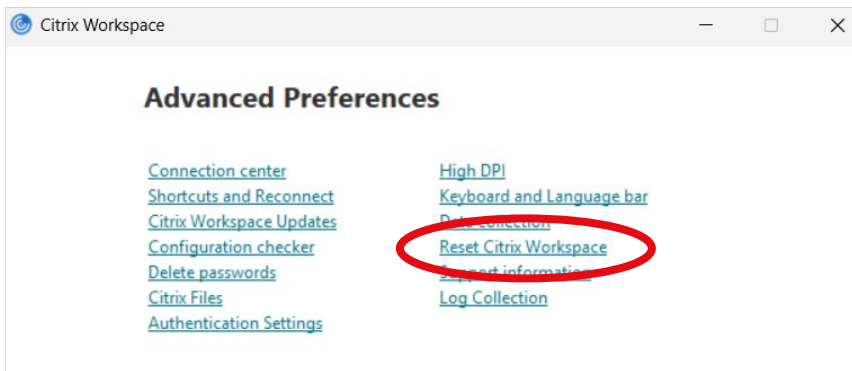 Citrix Workspace
Advanced Preferences
Connection center
Shortcuts and Reconnect
Citrix Workspace Updates
Configuration checker
Delete passwords
Citrix Files
Authentication Settings
High DPI
Keyboard and Language bar
Data collection
Reset Citrix Workspace
Support information
Log Collection